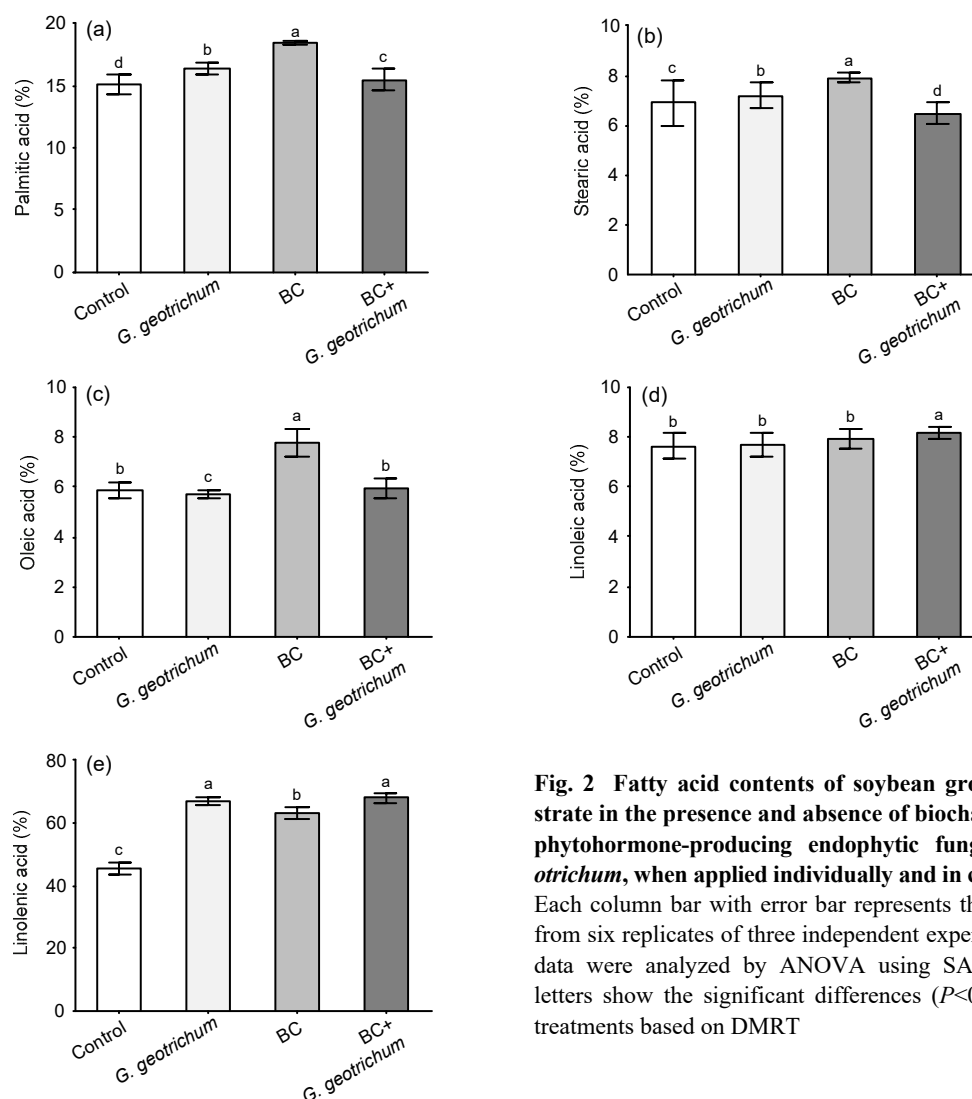 (a)
Palmitic acid (%)
20
15
10
5
0
d
b
a
c
Control
G. geotrichum
BC
BC+
G. geotrichum
(b)
Stearic acid (%)
10
8
6
4
2
0
c
b
a
d
Control
G. geotrichum
BC
BC+
G. geotrichum
(c)
Oleic acid (%)
10
8
6
4
2
0
b
c
a
b
Control
G. geotrichum
BC
BC+
G. geotrichum
(d)
Linoleic acid (%)
10
8
6
4
2
0
b
b
b
a
Control
G. geotrichum
BC
BC+
G. geotrichum
(e)
Linolenic acid (%)
80
60
40
20
0
c
a
b
a
Control
G. geotrichum
BC
BC+
G. geotrichum
Fig. 2 Fatty acid contents of soybean gro
strate in the presence and absence of bioch
phytohormone-producing endophytic fung
otrichum, when applied individually and in c
Each column bar with error bar represents th
from six replicates of three independent exper
data were analyzed by ANOVA using SA
letters show the significant differences (P<0
treatments based on DMRT